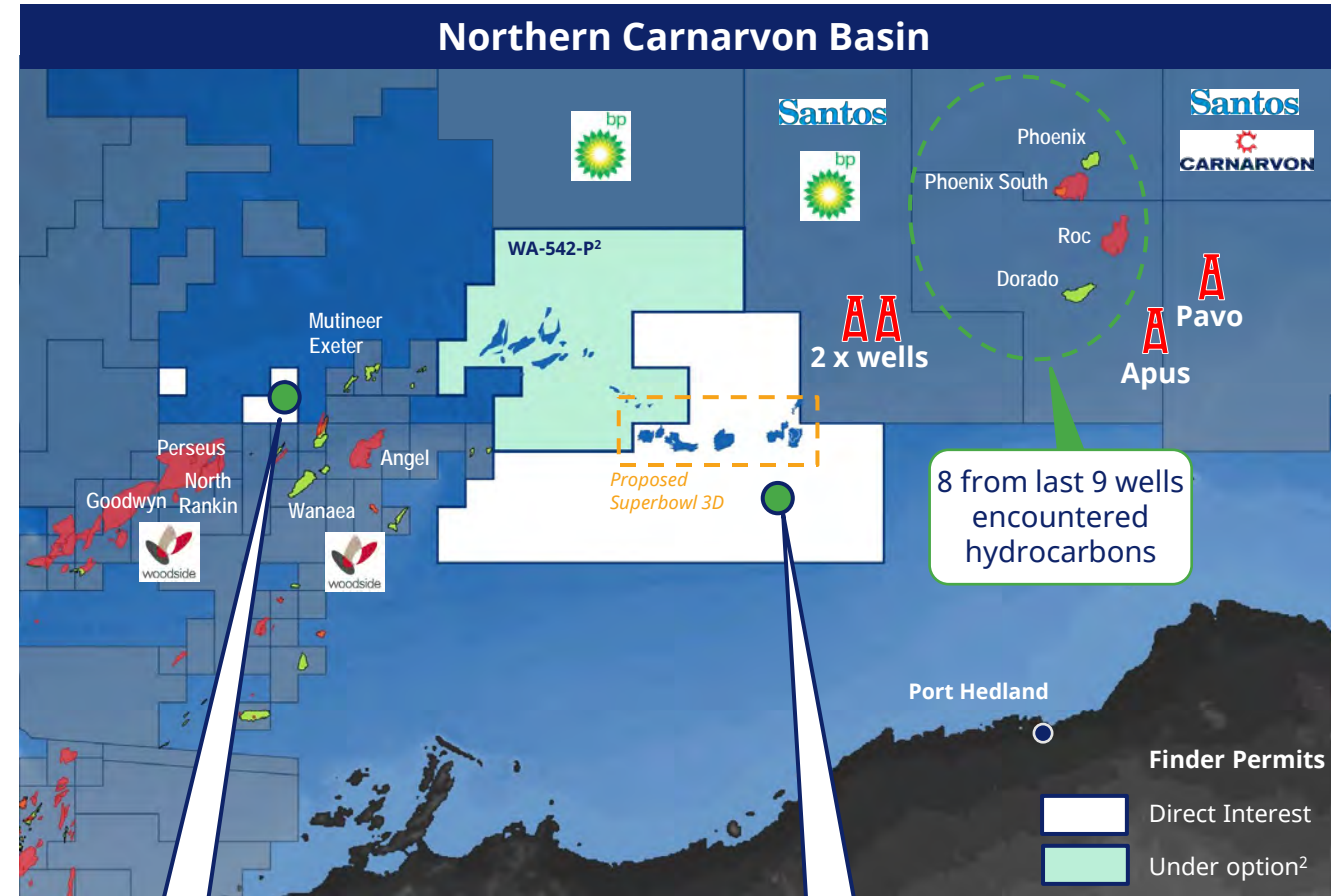 Northern Carnarvon Basin
bp
Santos
bp
Santos
CARNARVON
Phoenix
Phoenix South
Roc
Dorado
WA-542-P²
Mutineer
Exeter
2 x wells
Pavo
Apus
Perseus
North
Rankin
Goodwyn
Angel
Wanaea
woodside
woodside
Proposed
Superbowl 3D
8 from last 9 wells
encountered
hydrocarbons
Port Hedland
Finder Permits
Direct Interest
Under option²